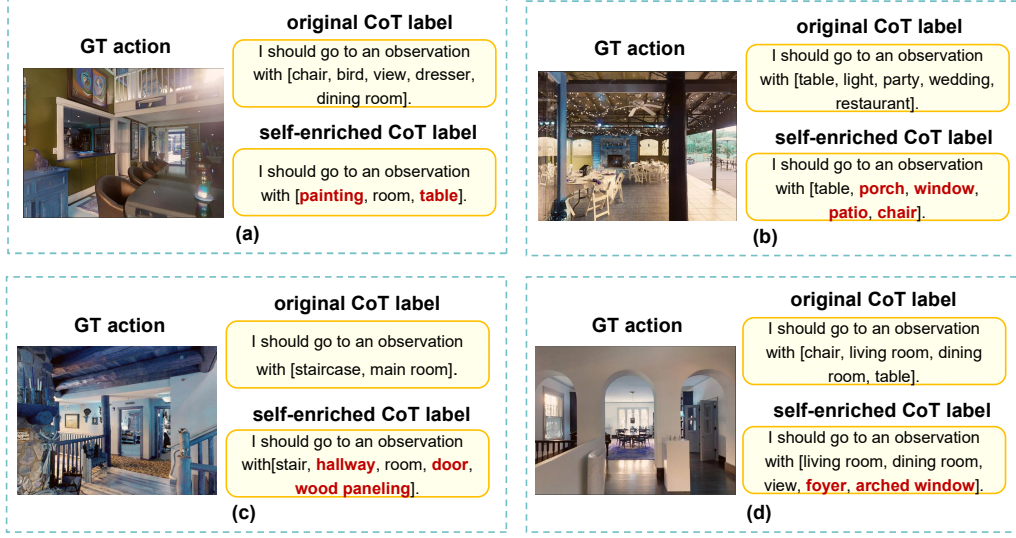 GT action
original CoT label
I should go to an observation
with [chair, bird, view, dresser,
dining room].
self-enriched CoT label
I should go to an observation
with [painting, room, table].
(a)
GT action
original CoT label
I should go to an observation
with [table, light, party, wedding,
restaurant].
self-enriched CoT label
I should go to an observation
with [table, porch, window,
patio, chair].
(b)
GT action
original CoT label
I should go to an observation
with [staircase, main room].
self-enriched CoT label
I should go to an observation
with[stair, hallway, room, door,
wood paneling].
(c)
GT action
original CoT label
I should go to an observation
with [chair, living room, dining
room, table].
self-enriched CoT label
I should go to an observation
with [living room, dining room,
view, foyer, arched window].
(d)